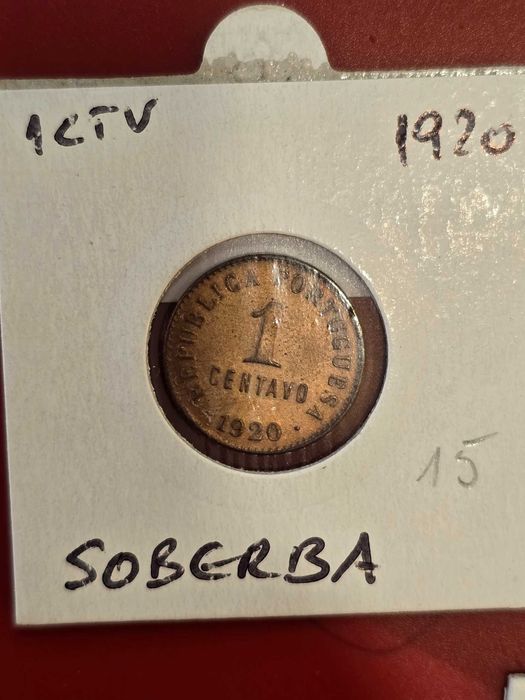 1CTV 1920
REPUBLICA PORTUGUESA
1
CENTAVO
1920
15
SOBERBA